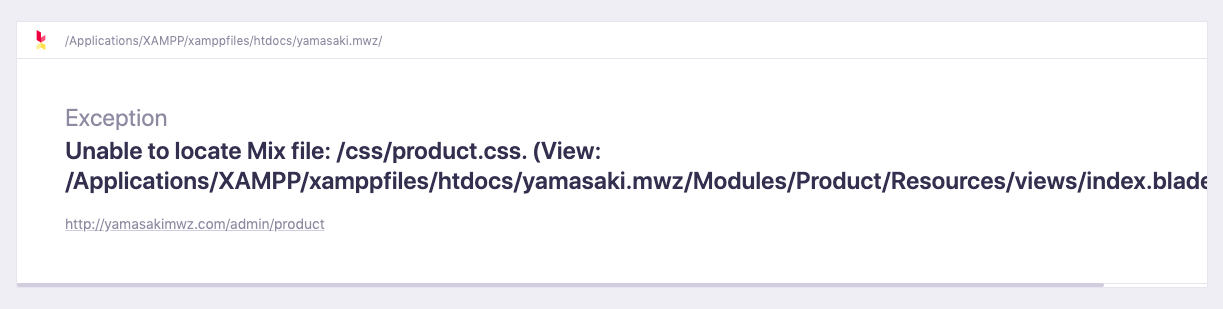 /Applications/XAMPP/xamppfiles/htdocs/yamasaki.mwz/
Exception
Unable to locate Mix file: /css/product.css. (View:
/Applications/XAMPP/xamppfiles/htdocs/yamasaki.mwz/Modules/Product/Resources/views/index.blade
http://yamasakimwz.com/admin/product